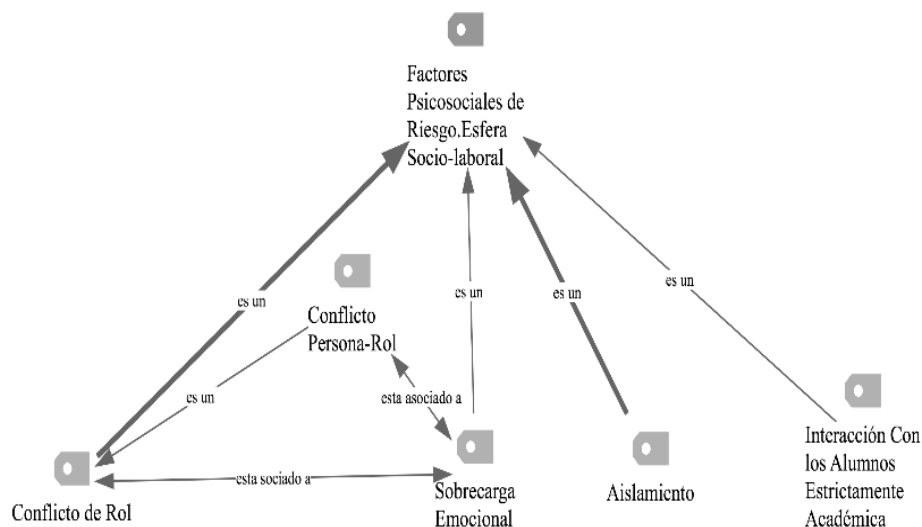 Factores
Psicosociales de
Riesgo.Esfera
Socio-laboral
es un
es un
es un
es un
Conflicto
Persona-Rol
es un
esta asociado a
esta sociado a
Conflicto de Rol
Sobrecarga
Emocional
Aislamiento
Interacción Con
los Alumnos
Estrictamente
Académica